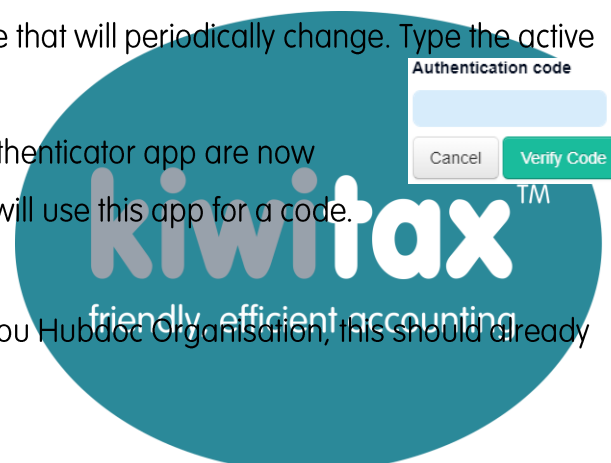 e that will periodically change. Type the active
Authentication code
thenticator app are now
Cancel Verify Code
will use this app for a code.
kiwitax TM
friendly, efficient accounting
ou Hubdoc Organisation, this should already